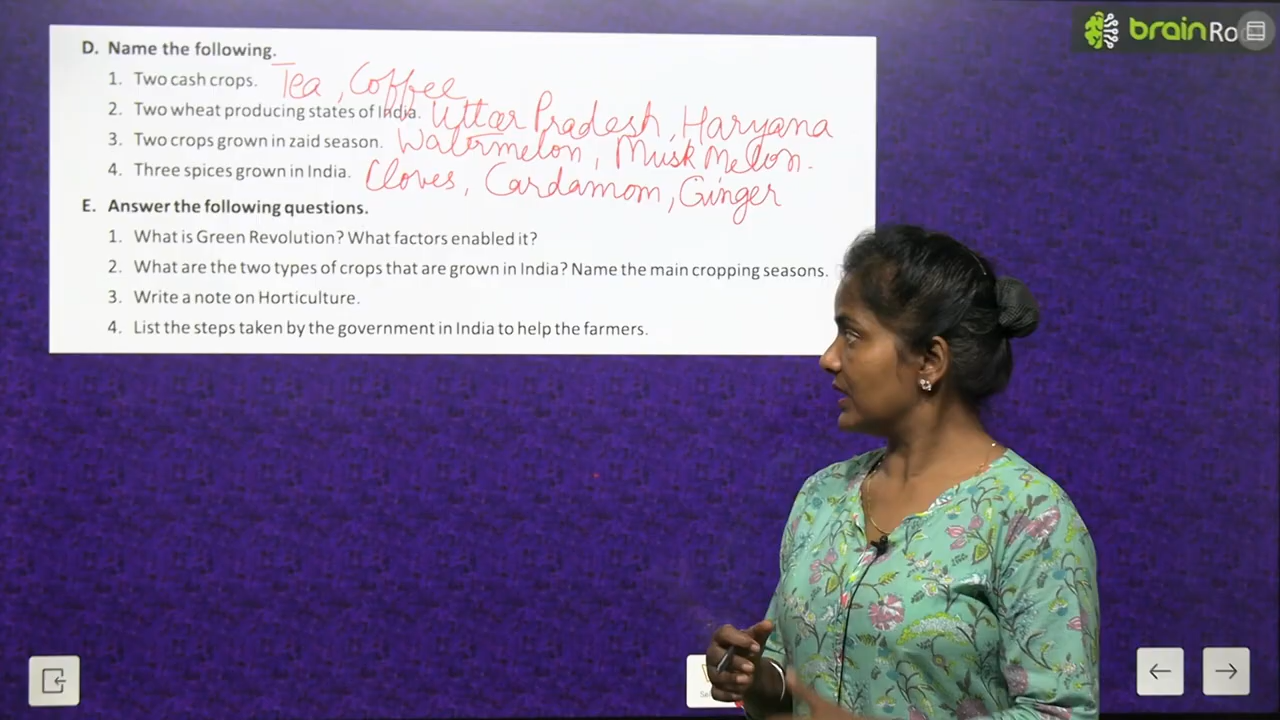 brainRo
D. Name the following.
1. Two cash crops. Tea, Coffee
2. Two wheat producing states of India. Uttar Pradesh, Haryana
3. Two crops grown in zaid season. Watermelon, Musk Melon.
4. Three spices grown in India. Cloves, Cardamom, Ginger
E. Answer the following questions.
1. What is Green Revolution? What factors enabled it?
2. What are the two types of crops that are grown in India? Name the main cropping seasons.
3. Write a note on Horticulture.
4. List the steps taken by the government in India to help the farmers.